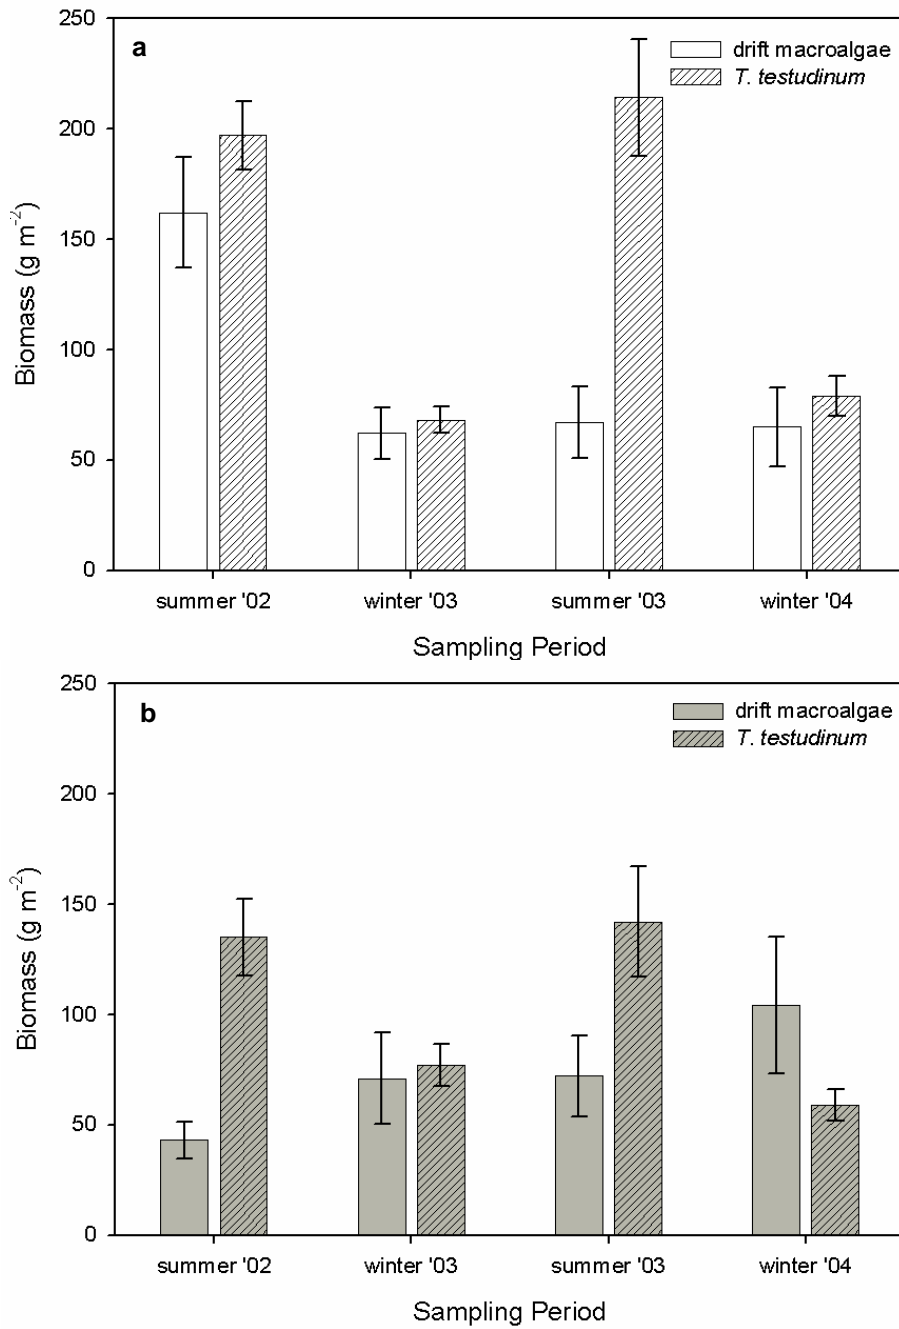 250
a
drift macroalgae
T. testudinum
200
150
Biomass (g m⁻²)
100
50
0
summer '02 winter '03 summer '03 winter '04
Sampling Period
250
b
drift macroalgae
T. testudinum
200
150
Biomass (g m⁻²)
100
50
0
summer '02 winter '03 summer '03 winter '04
Sampling Period